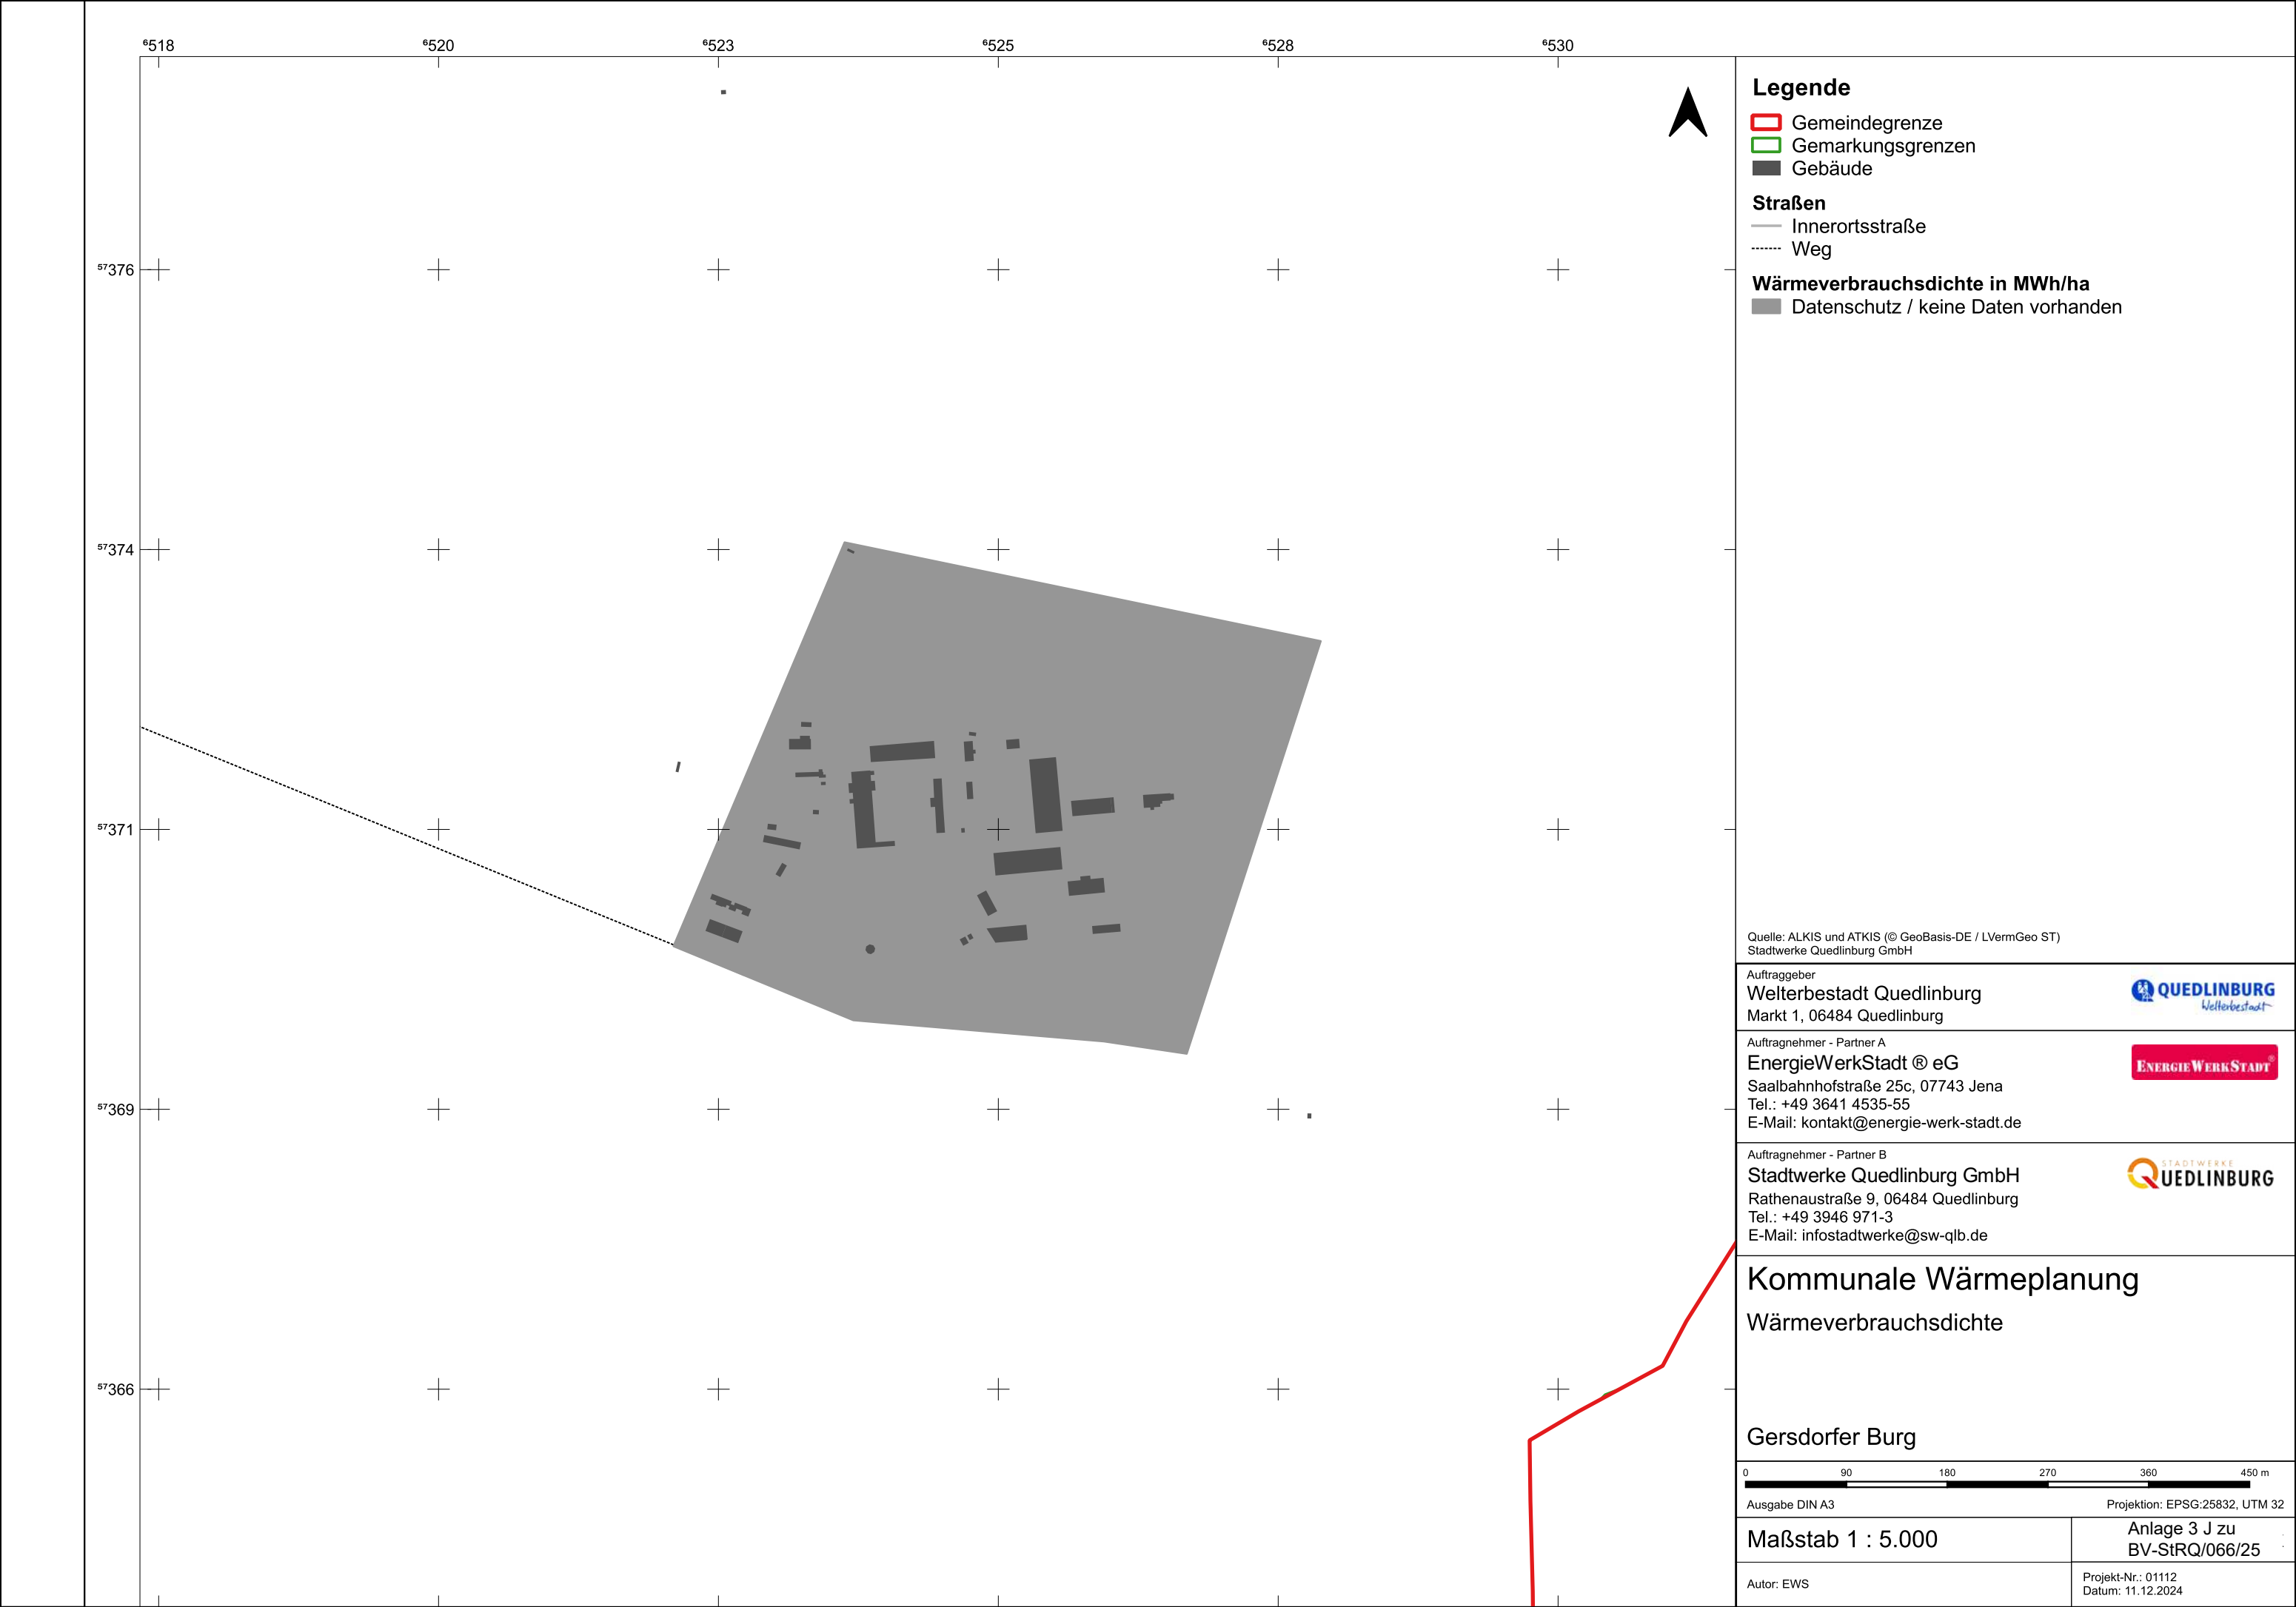 ⁶518 ⁶520 ⁶523 ⁶525 ⁶528 ⁶530
⁵⁷376
⁵⁷374
⁵⁷371
⁵⁷369
⁵⁷366
Legende
Gemeindegrenze
Gemarkungsgrenzen
Gebäude
Straßen
Innerortsstraße
Weg
Wärmeverbrauchsdichte in MWh/ha
Datenschutz / keine Daten vorhanden
Quelle: ALKIS und ATKIS (© GeoBasis-DE / LVermGeo ST)
Stadtwerke Quedlinburg GmbH
Auftraggeber
Welterbestadt Quedlinburg
Markt 1, 06484 Quedlinburg
QUEDLINBURG
Welterbestadt
Auftragnehmer - Partner A
EnergieWerkStadt ® eG
Saalbahnhofstraße 25c, 07743 Jena
Tel.: +49 3641 4535-55
E-Mail: kontakt@energie-werk-stadt.de
ENERGIEWERKSTADT®
Auftragnehmer - Partner B
Stadtwerke Quedlinburg GmbH
Rathenaustraße 9, 06484 Quedlinburg
Tel.: +49 3946 971-3
E-Mail: infostadtwerke@sw-qlb.de
STADTWERKE
QUEDLINBURG
Kommunale Wärmeplanung
Wärmeverbrauchsdichte
Gersdorfer Burg
0 90 180 270 360 450 m
Ausgabe DIN A3 Projektion: EPSG:25832, UTM 32
Maßstab 1 : 5.000
Anlage 3 J zu
BV-StRQ/066/25
Autor: EWS
Projekt-Nr.: 01112
Datum: 11.12.2024